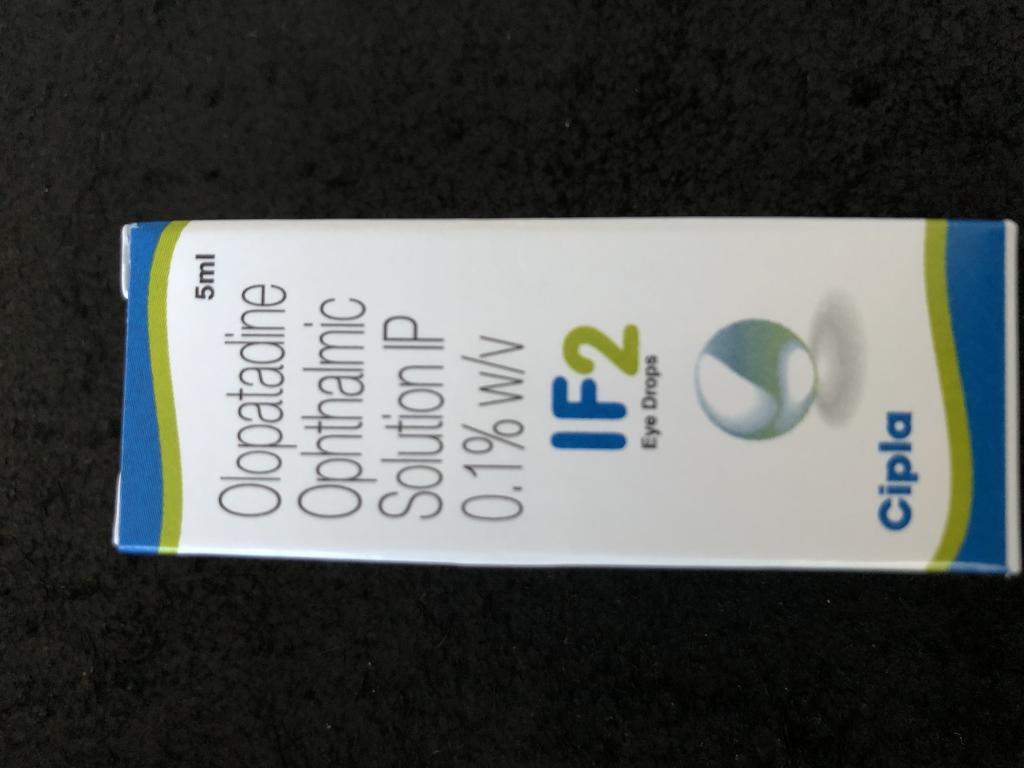 5ml
Olopatadine
Ophthalmic
Solution IP
0.1% w/v
IF2
Eye Drops
Cipla